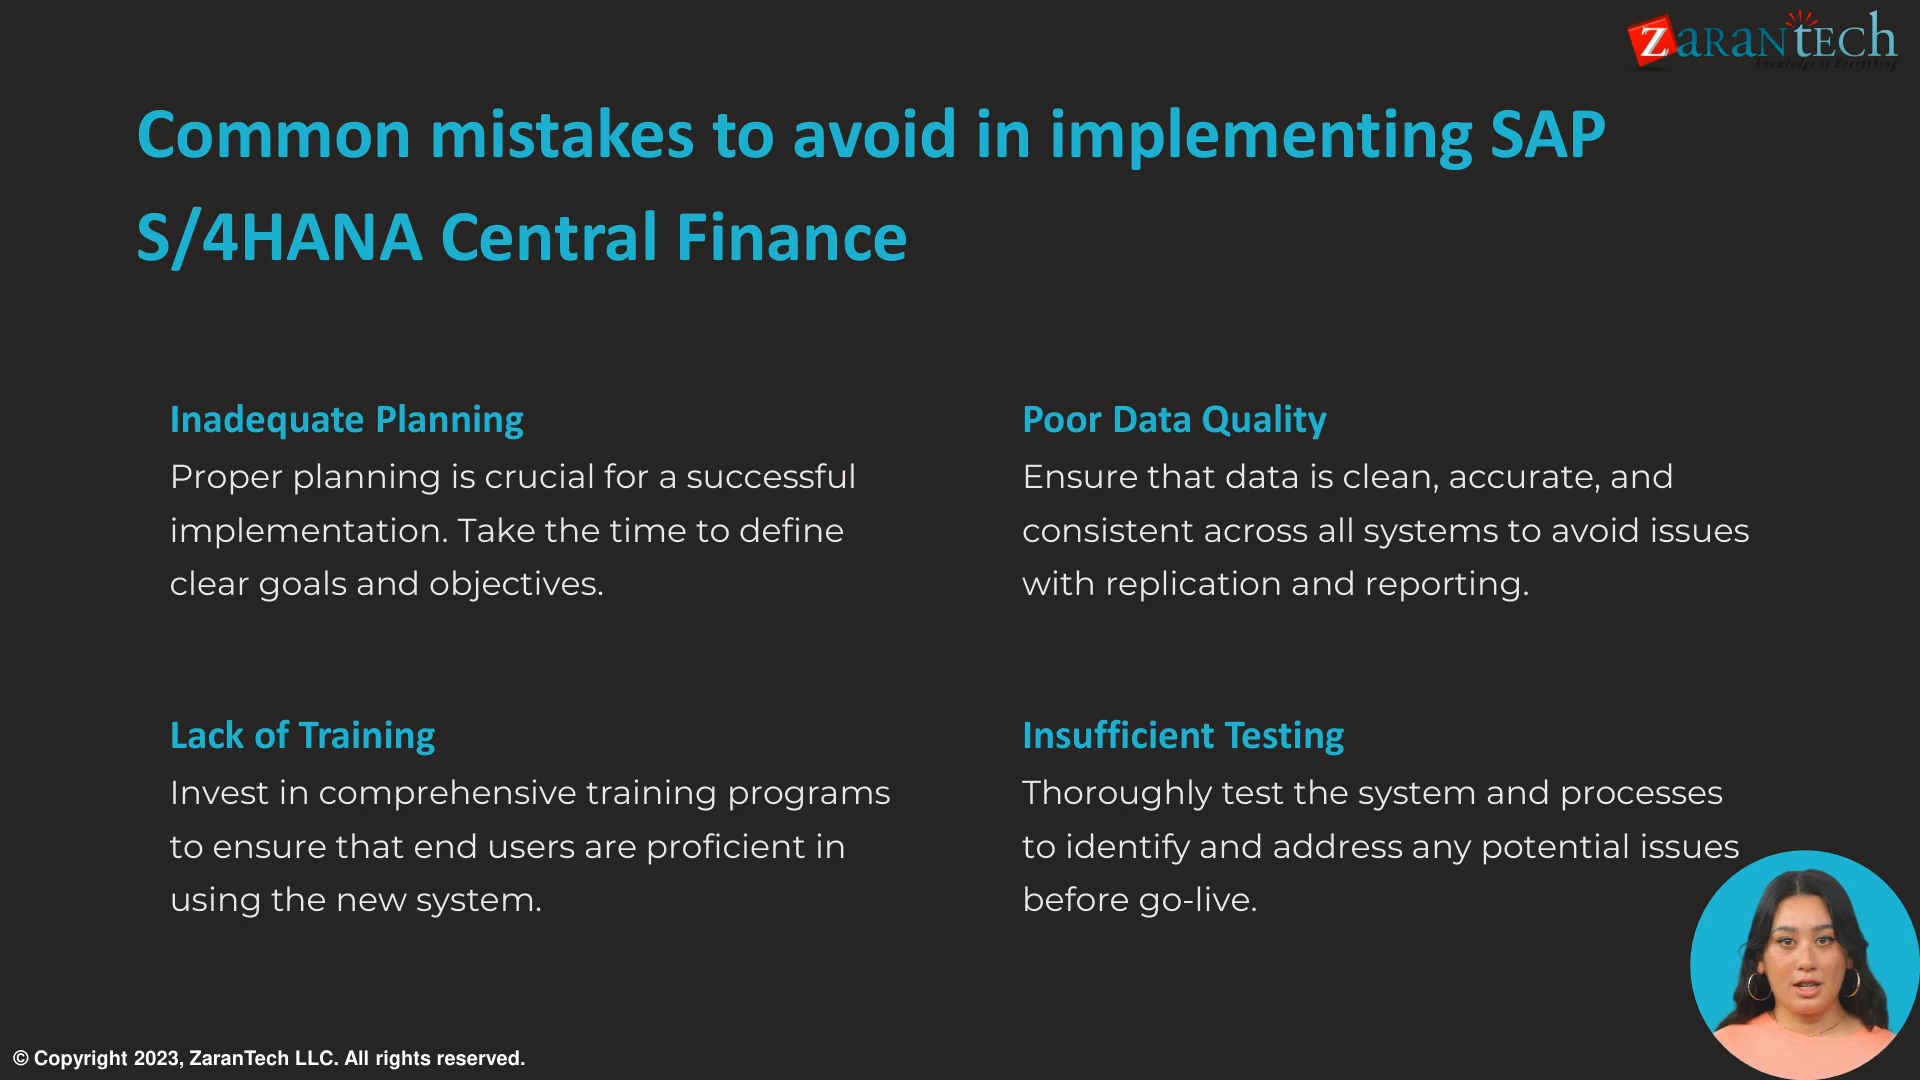 ZaranTech
knowledge is Everything
Common mistakes to avoid in implementing SAP
S/4HANA Central Finance
Inadequate Planning
Proper planning is crucial for a successful
implementation. Take the time to define
clear goals and objectives.
Poor Data Quality
Ensure that data is clean, accurate, and
consistent across all systems to avoid issues
with replication and reporting.
Lack of Training
Invest in comprehensive training programs
to ensure that end users are proficient in
using the new system.
Insufficient Testing
Thoroughly test the system and processes
to identify and address any potential issues
before go-live.
© Copyright 2023, ZaranTech LLC. All rights reserved.